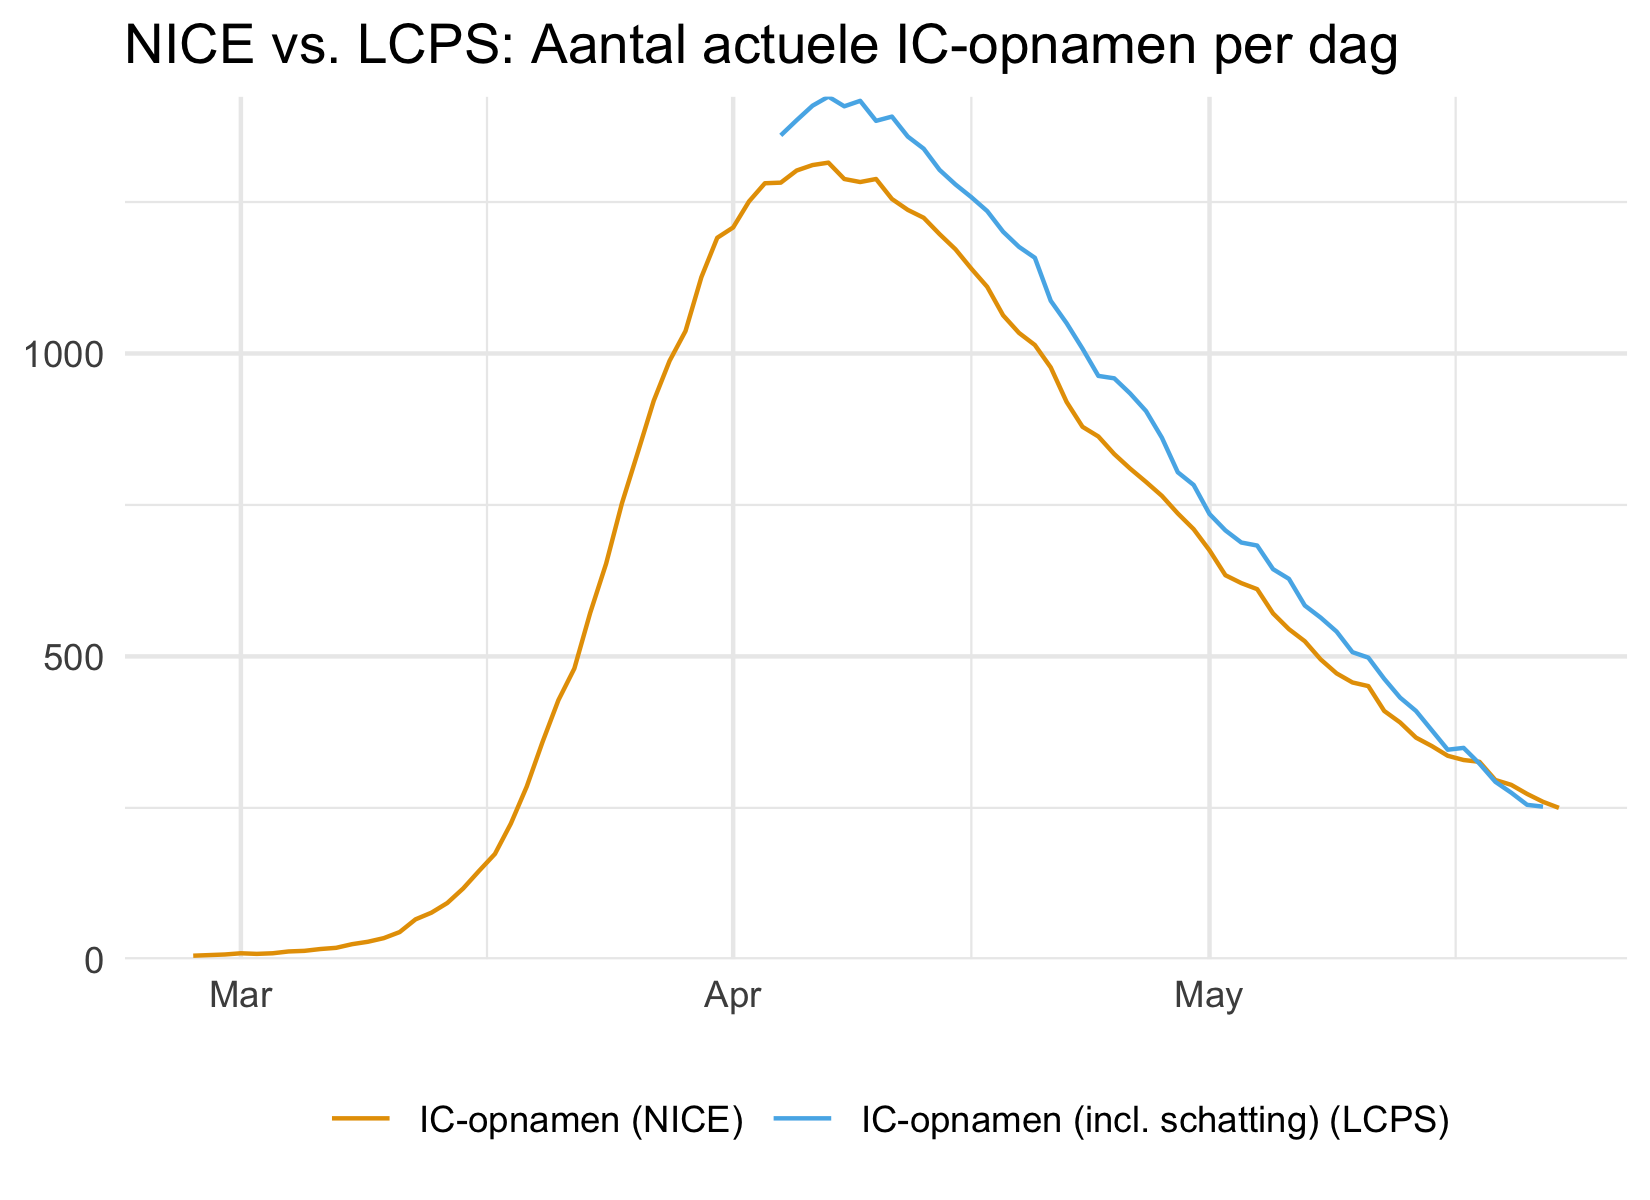 NICE vs. LCPS: Aantal actuele IC-opnamen per dag
1000
500
0
Mar Apr May
IC-opnamen (NICE) IC-opnamen (incl. schatting) (LCPS)